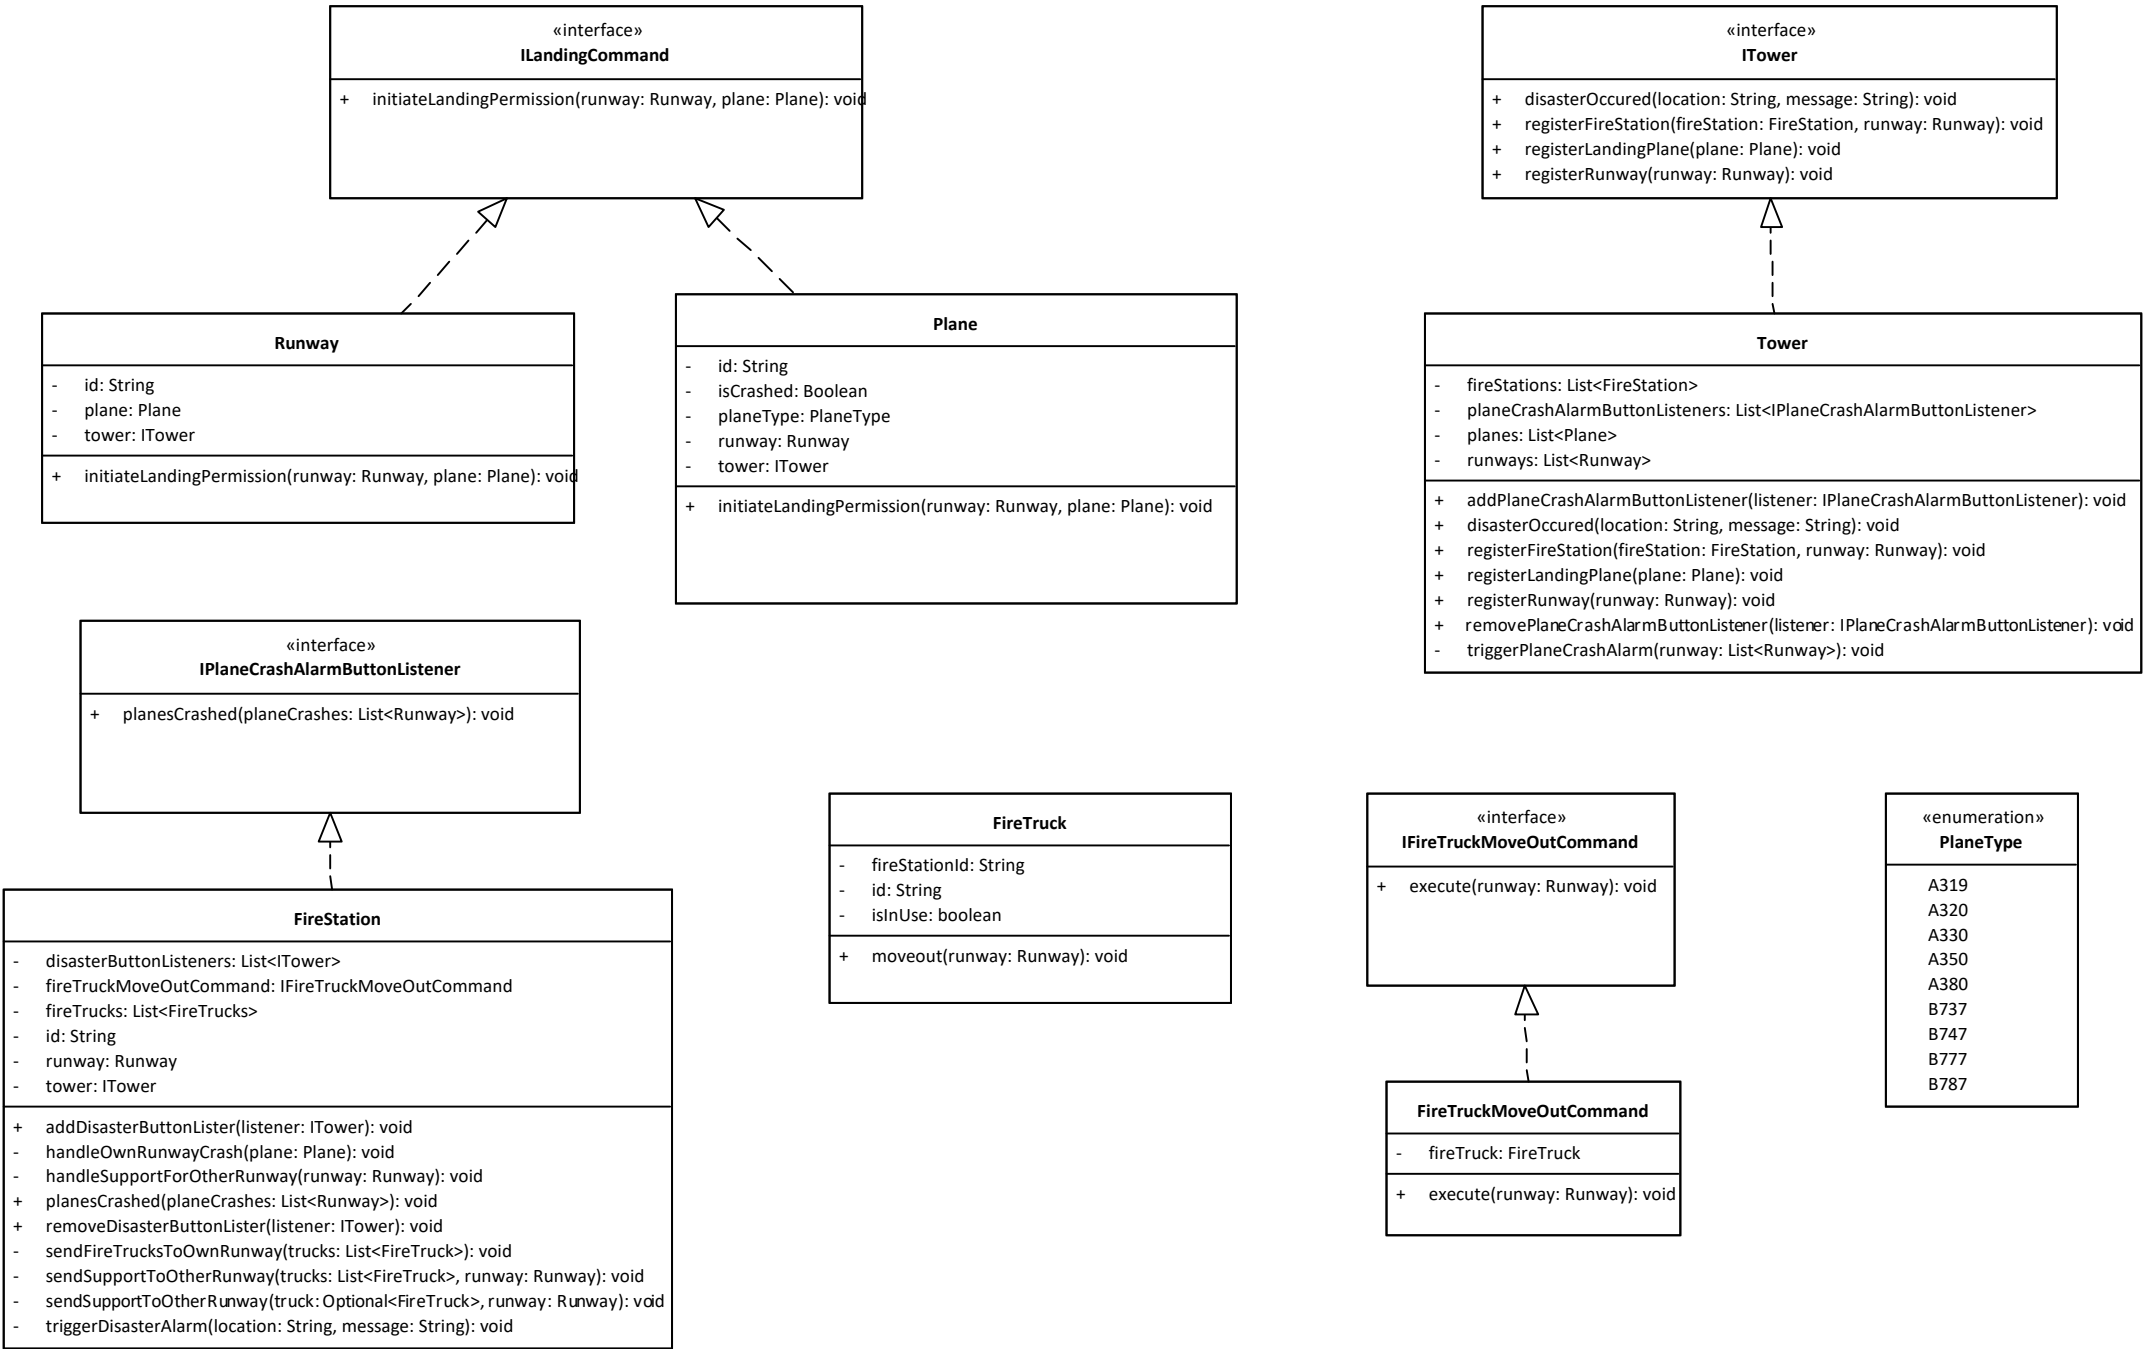 «interface»
ILandingCommand
+ initiateLandingPermission(runway: Runway, plane: Plane): void
«interface»
ITower
+ disasterOccured(location: String, message: String): void
+ registerFireStation(fireStation: FireStation, runway: Runway): void
+ registerLandingPlane(plane: Plane): void
+ registerRunway(runway: Runway): void
Runway
- id: String
- plane: Plane
- tower: ITower
+ initiateLandingPermission(runway: Runway, plane: Plane): void
Plane
- id: String
- isCrashed: Boolean
- planeType: PlaneType
- runway: Runway
- tower: ITower
+ initiateLandingPermission(runway: Runway, plane: Plane): void
Tower
- fireStations: List<FireStation>
- planeCrashAlarmButtonListeners: List<IPlaneCrashAlarmButtonListener>
- planes: List<Plane>
- runways: List<Runway>
+ addPlaneCrashAlarmButtonListener(listener: IPlaneCrashAlarmButtonListener): void
+ disasterOccured(location: String, message: String): void
+ registerFireStation(fireStation: FireStation, runway: Runway): void
+ registerLandingPlane(plane: Plane): void
+ registerRunway(runway: Runway): void
+ removePlaneCrashAlarmButtonListener(listener: IPlaneCrashAlarmButtonListener): void
- triggerPlaneCrashAlarm(runway: List<Runway>): void
«interface»
IPlaneCrashAlarmButtonListener
+ planesCrashed(planeCrashes: List<Runway>): void
FireStation
- disasterButtonListeners: List<ITower>
- fireTruckMoveOutCommand: IFireTruckMoveOutCommand
- fireTrucks: List<FireTrucks>
- id: String
- runway: Runway
- tower: ITower
+ addDisasterButtonLister(listener: ITower): void
- handleOwnRunwayCrash(plane: Plane): void
- handleSupportForOtherRunway(runway: Runway): void
+ planesCrashed(planeCrashes: List<Runway>): void
+ removeDisasterButtonLister(listener: ITower): void
- sendFireTrucksToOwnRunway(trucks: List<FireTruck>): void
- sendSupportToOtherRunway(trucks: List<FireTruck>, runway: Runway): void
- sendSupportToOtherRunway(truck: Optional<FireTruck>, runway: Runway): void
- triggerDisasterAlarm(location: String, message: String): void
FireTruck
- fireStationId: String
- id: String
- isInUse: boolean
+ moveout(runway: Runway): void
«interface»
IFireTruckMoveOutCommand
+ execute(runway: Runway): void
FireTruckMoveOutCommand
- fireTruck: FireTruck
+ execute(runway: Runway): void
«enumeration»
PlaneType
A319
A320
A330
A350
A380
B737
B747
B777
B787